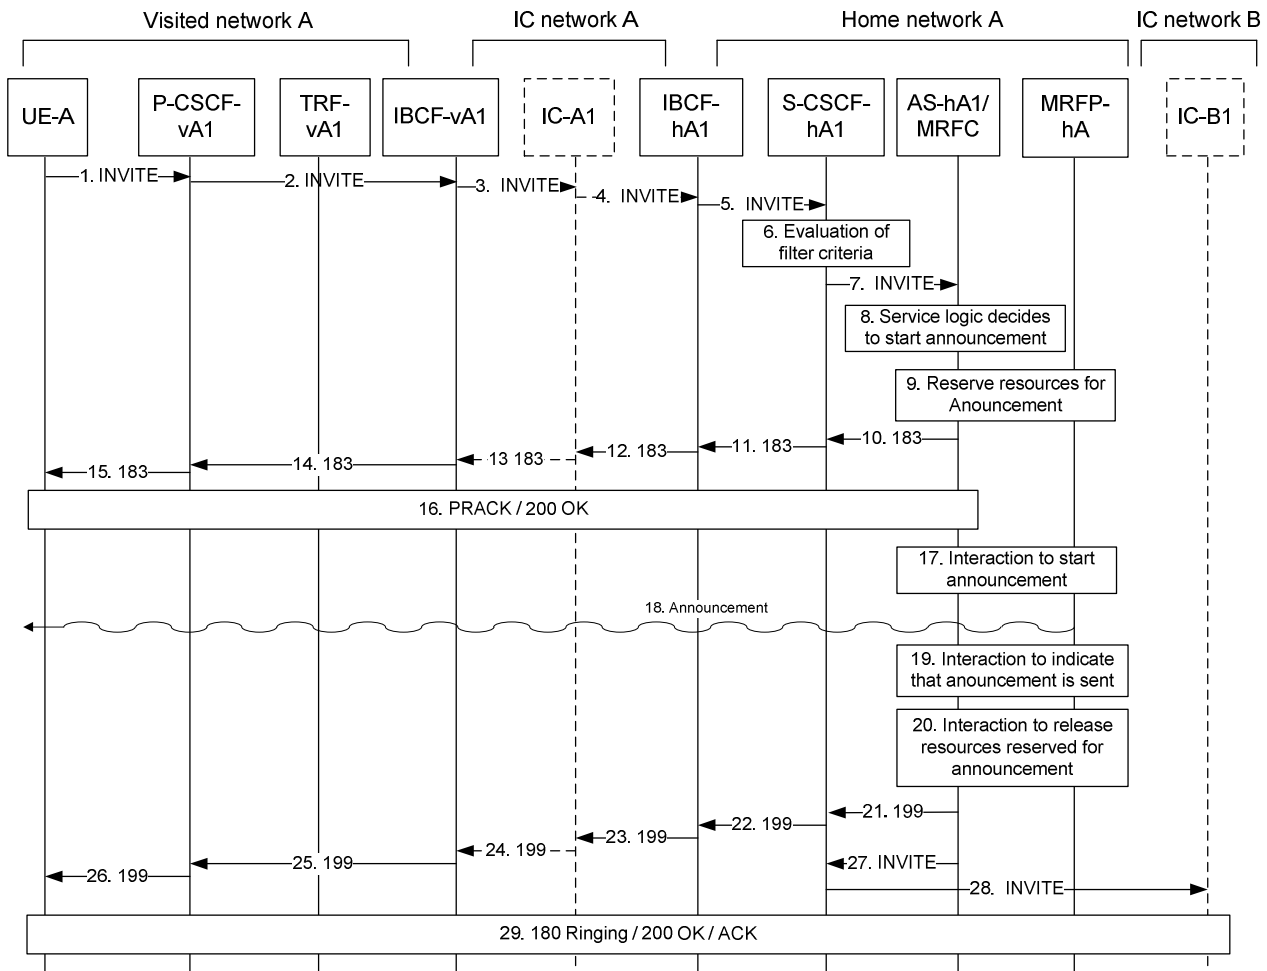 Visited network A
IC network A
Home network A
IC network B
UE-A
P-CSCF-
vA1
TRF-
vA1
IBCF-vA1
IC-A1
IBCF-
hA1
S-CSCF-
hA1
AS-hA1/
MRFC
MRFP-
hA
IC-B1
1. INVITE
2. INVITE
3. INVITE
4. INVITE
5. INVITE
6. Evaluation of
filter criteria
7. INVITE
8. Service logic decides
to start announcement
9. Reserve resources for
Anouncement
10. 183
11. 183
12. 183
13 183
14. 183
15. 183
16. PRACK / 200 OK
17. Interaction to start
announcement
18. Announcement
19. Interaction to indicate
that anouncement is sent
20. Interaction to release
resources reserved for
announcement
21. 199
22. 199
23. 199
24. 199
25. 199
26. 199
27. INVITE
28. INVITE
29. 180 Ringing / 200 OK / ACK